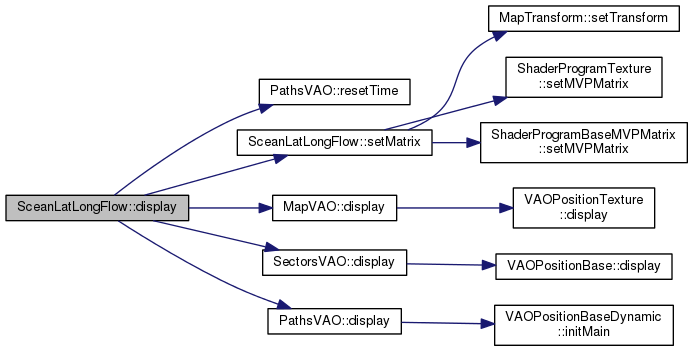 MapTransform::setTransform
ShaderProgramTexture
::setMVPMatrix
PathsVAO::resetTime
SceanLatLongFlow::setMatrix
ShaderProgramBaseMVPMatrix
::setMVPMatrix
SceanLatLongFlow::display
MapVAO::display
VAOPositionTexture
::display
SectorsVAO::display
VAOPositionBase::display
PathsVAO::display
VAOPositionBaseDynamic
::initMain